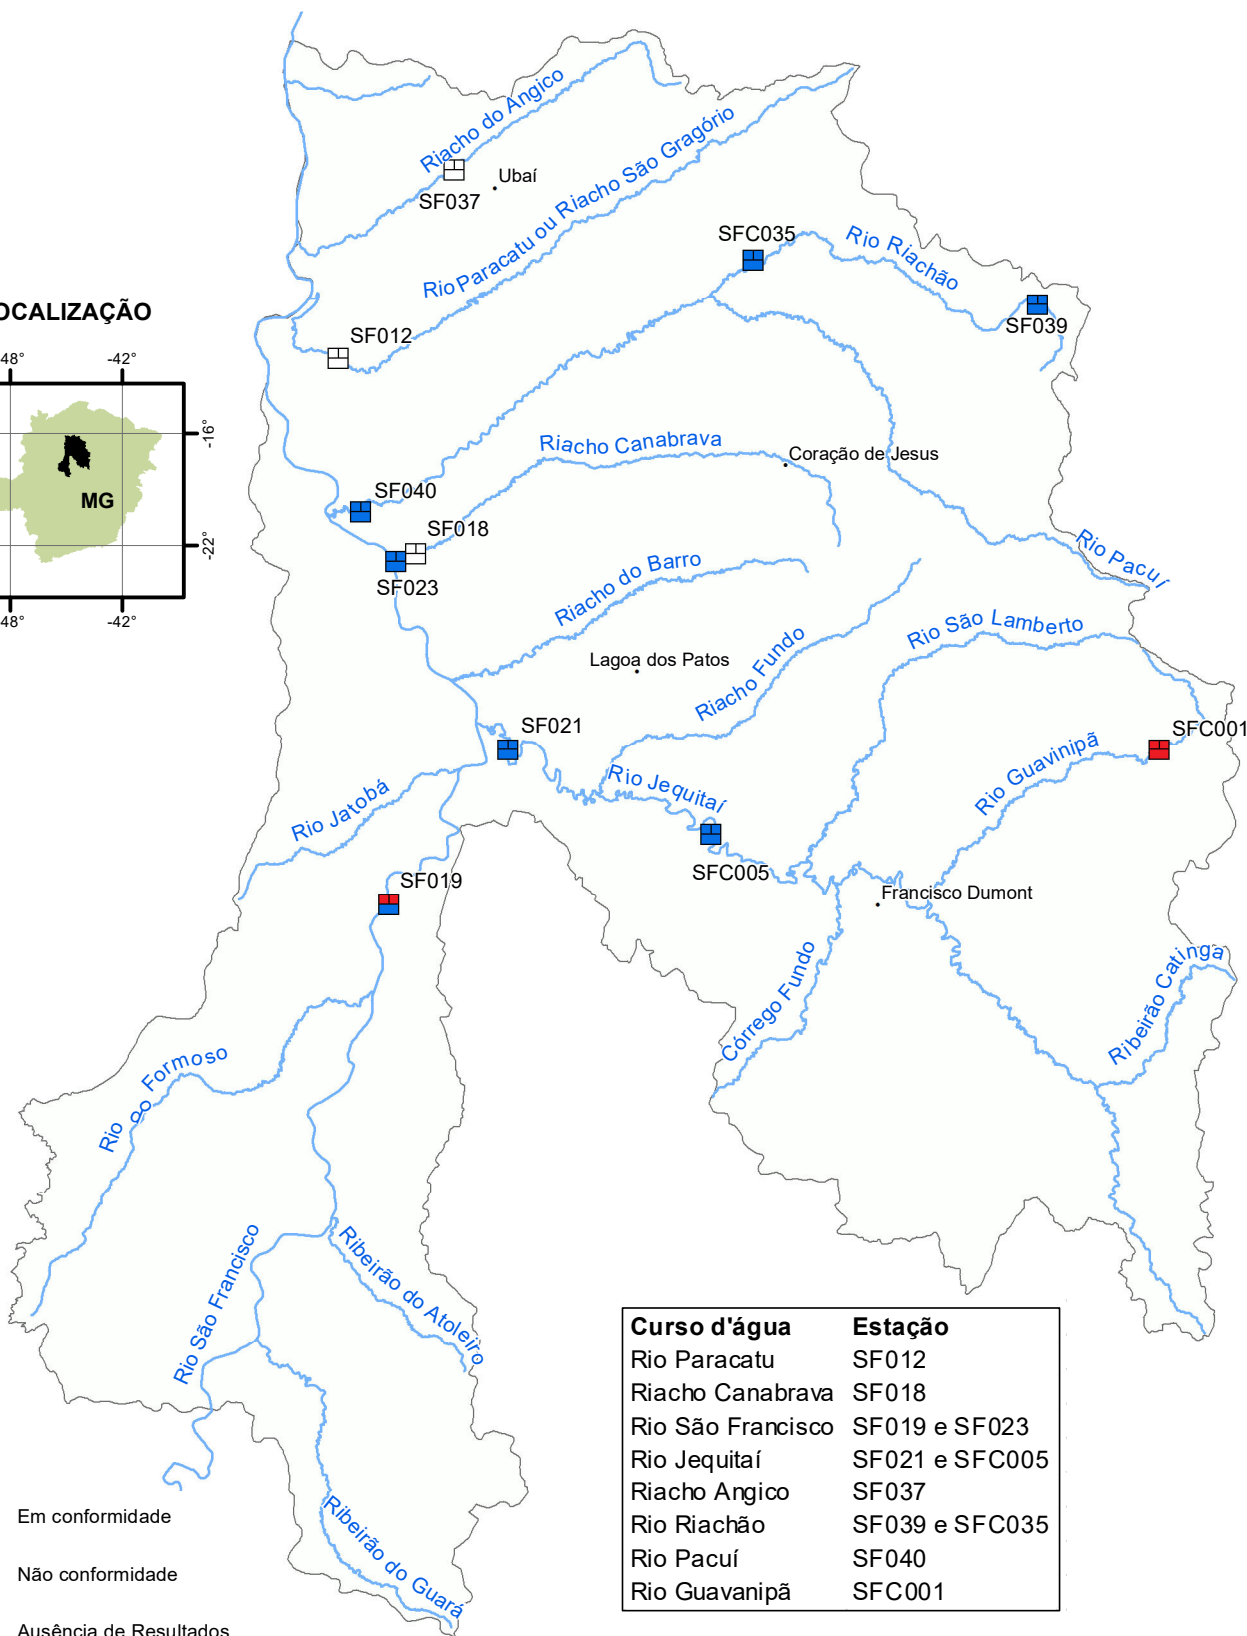 Riacho do Angico
Ubaí
SF037
Rio Paracatu ou Riacho São Gragório
SFC035
Rio Riachão
SF039
OCALIZAÇÃO
SF012
48°
-42°
-16°
MG
-22°
48°
-42°
Riacho Canabrava
Coração de Jesus
SF040
SF018
SF023
Rio Pacuí
Riacho do Barro
Rio São Lamberto
Lagoa dos Patos
Riacho Fundo
SF021
SFC001
Rio Guavinipã
Rio Jequitaí
Rio Jatobá
SFC005
SF019
Francisco Dumont
Córrego Fundo
Ribeirão Catinga
Rio do Formoso
Rio São Francisco
Ribeirão do Atoleiro
Ribeirão do Guará
Curso d'água Estação
Rio Paracatu SF012
Riacho Canabrava SF018
Rio São Francisco SF019 e SF023
Rio Jequitaí SF021 e SFC005
Riacho Angico SF037
Rio Riachão SF039 e SFC035
Rio Pacuí SF040
Rio Guavanipã SFC001
Em conformidade
Não conformidade
Ausência de Resultados